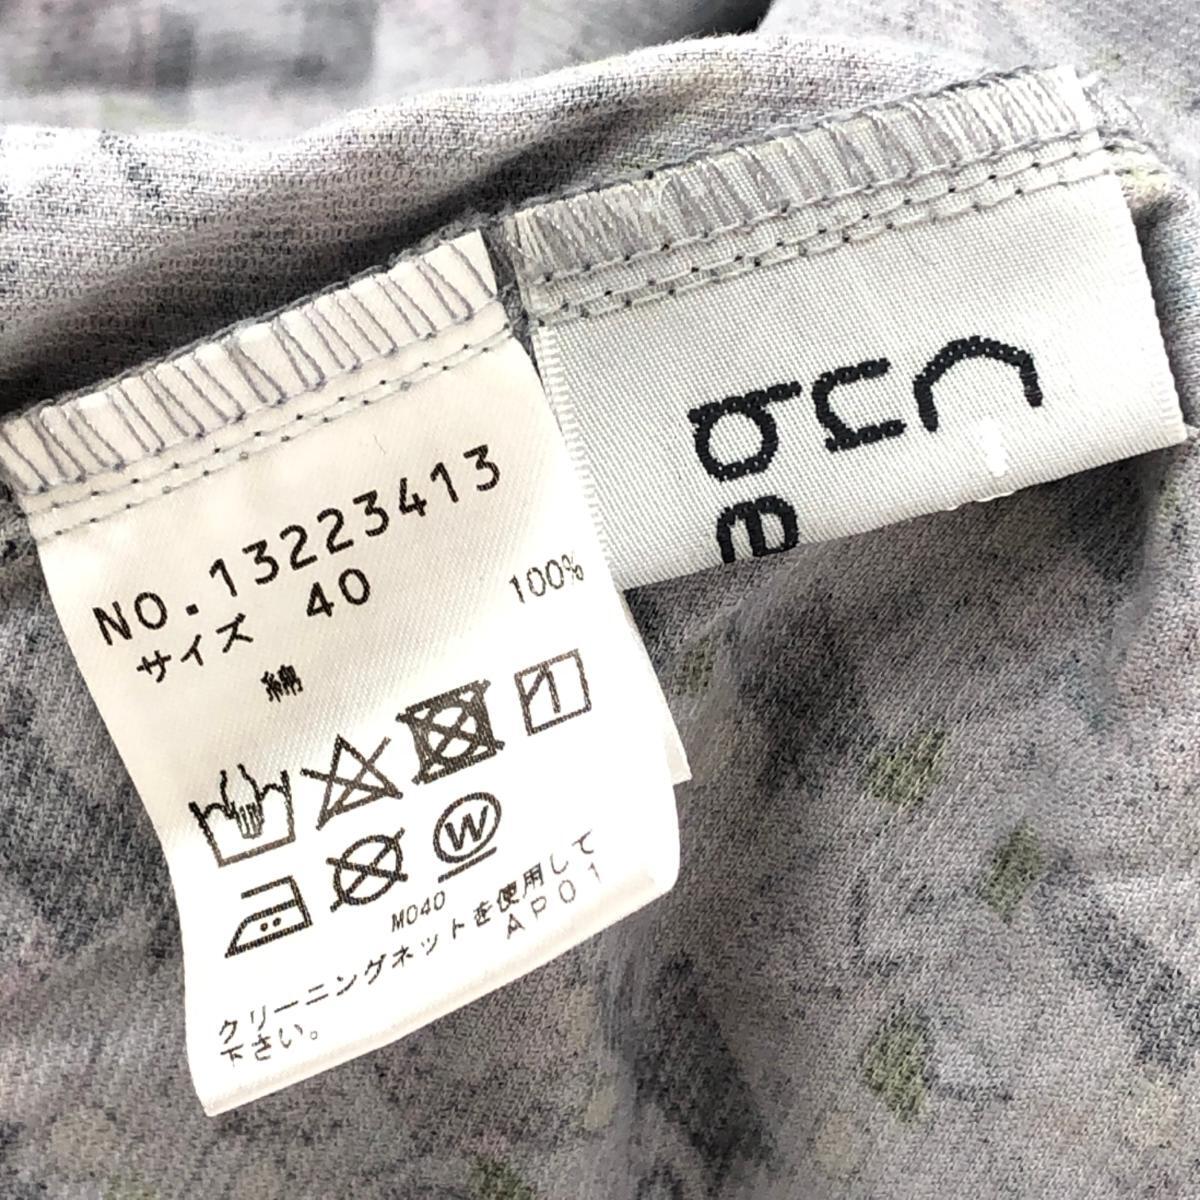 NO.13223413
サイズ 40
綿 100%
W
M040
クリーニングネットを使用して
下さい。
AP01